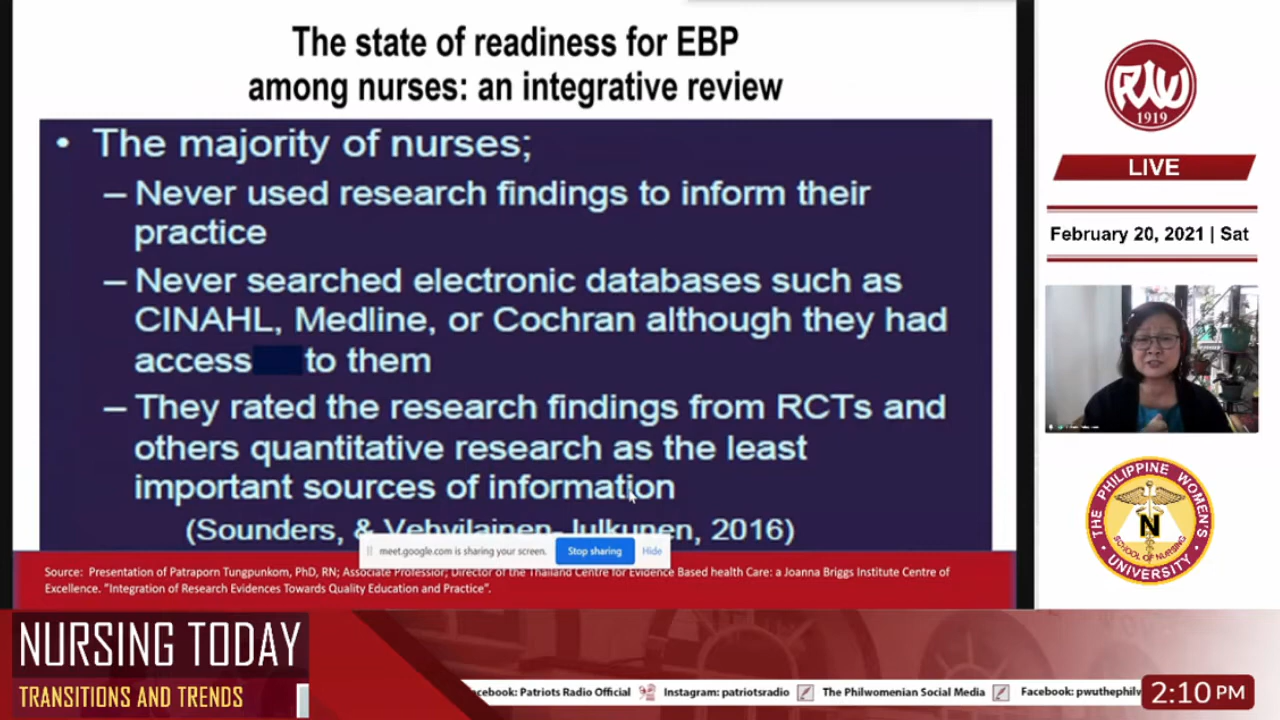 The state of readiness for EBP
among nurses: an integrative review
• The majority of nurses;
– Never used research findings to inform their
practice
– Never searched electronic databases such as
CINAHL, Medline, or Cochran although they had
access to them
– They rated the research findings from RCTs and
others quantitative research as the least
important sources of information
(Sounders, & Vehvilainen-Julkunen, 2016)
meet.google.com is sharing your screen.
Stop sharing
Hide
Source: Presentation of Patraporn Tungpunkom, PhD, RN; Associate Professor; Director of the Thailand Centre for Evidence Based health Care: a Joanna Briggs Institute Centre of
Excellence. "Integration of Research Evidences Towards Quality Education and Practice".
1919
LIVE
February 20, 2021 | Sat
THE PHILIPPINE WOMEN'S UNIVERSITY
SCHOOL OF NURSING
N
NURSING TODAY
TRANSITIONS AND TRENDS
cebook: Patriots Radio Official
Instagram: patriotsradio
The Philwomenian Social Media
Facebook: pwuthephilw
2:10 PM